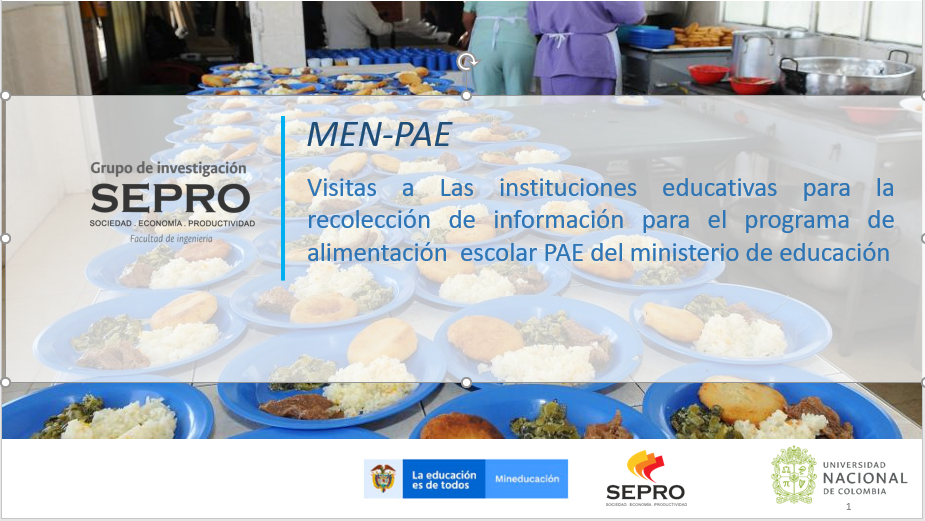 MEN-PAE
Grupo de investigación
SEPRO
SOCIEDAD . ECONOMÍA . PRODUCTIVIDAD
Facultad de ingeniería
Visitas a Las instituciones educativas para la
recolección de información para el programa de
alimentación escolar PAE del ministerio de educación
La educación
es de todos
Mineducación
SEPRO
SOCIEDAD . ECONOMÍA . PRODUCTIVIDAD
UNIVERSIDAD
NACIONAL
DE COLOMBIA
1